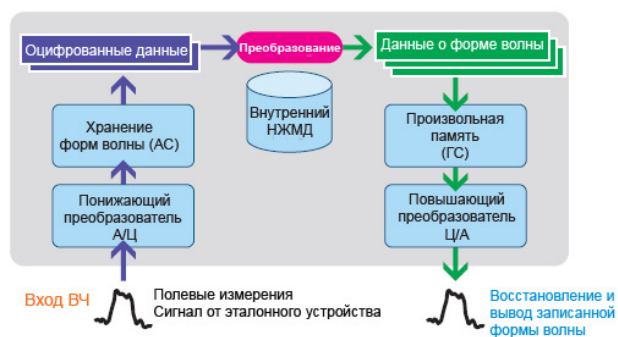 Оцифрованные данные
Преобразование
Данные о форме волны
Внутренний
НЖМД
Хранение
форм волны (АС)
Произвольная
память
(ГС)
Понижающий
преобразователь
А/Ц
Повышающий
преобразователь
Ц/А
Вход ВЧ
Полевые измерения
Сигнал от эталонного устройства
Восстановление и
вывод записанной
формы волны